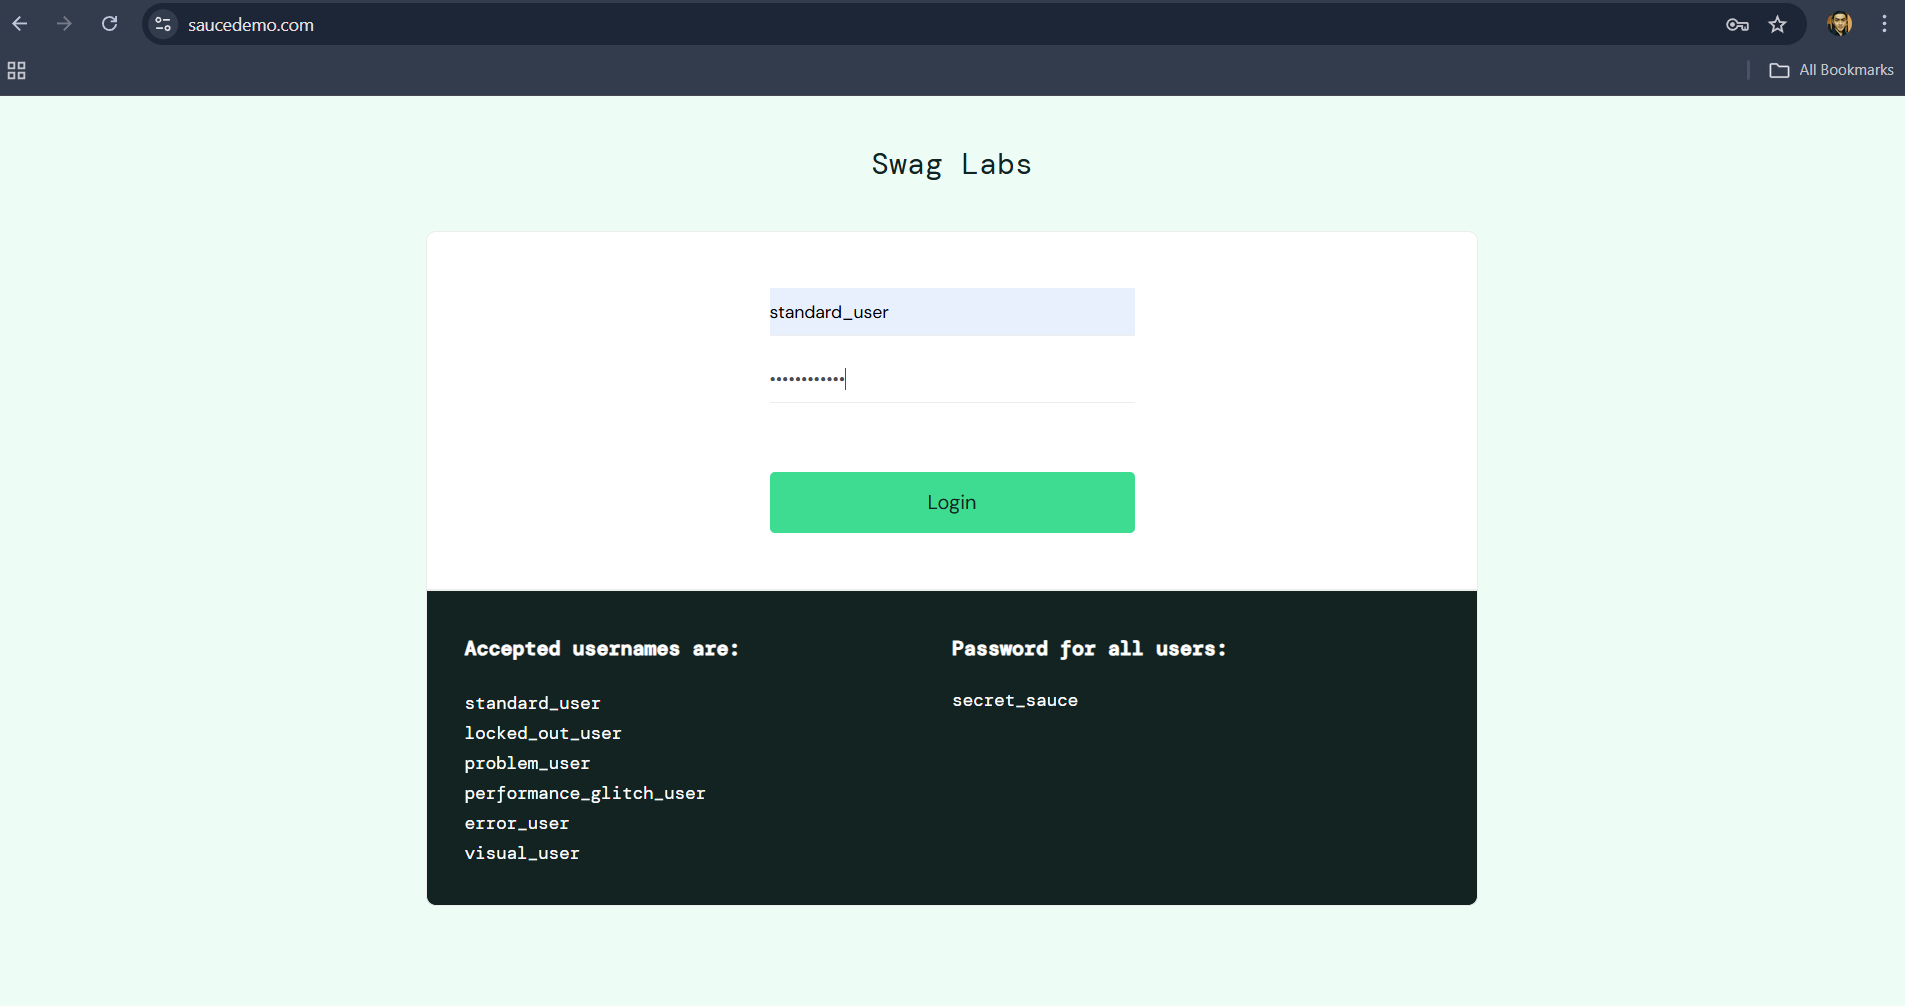 saucedemo.com
All Bookmarks
Swag Labs
standard_user
••••••••••••
Login
Accepted usernames are:
standard_user
locked_out_user
problem_user
performance_glitch_user
error_user
visual_user
Password for all users:
secret_sauce